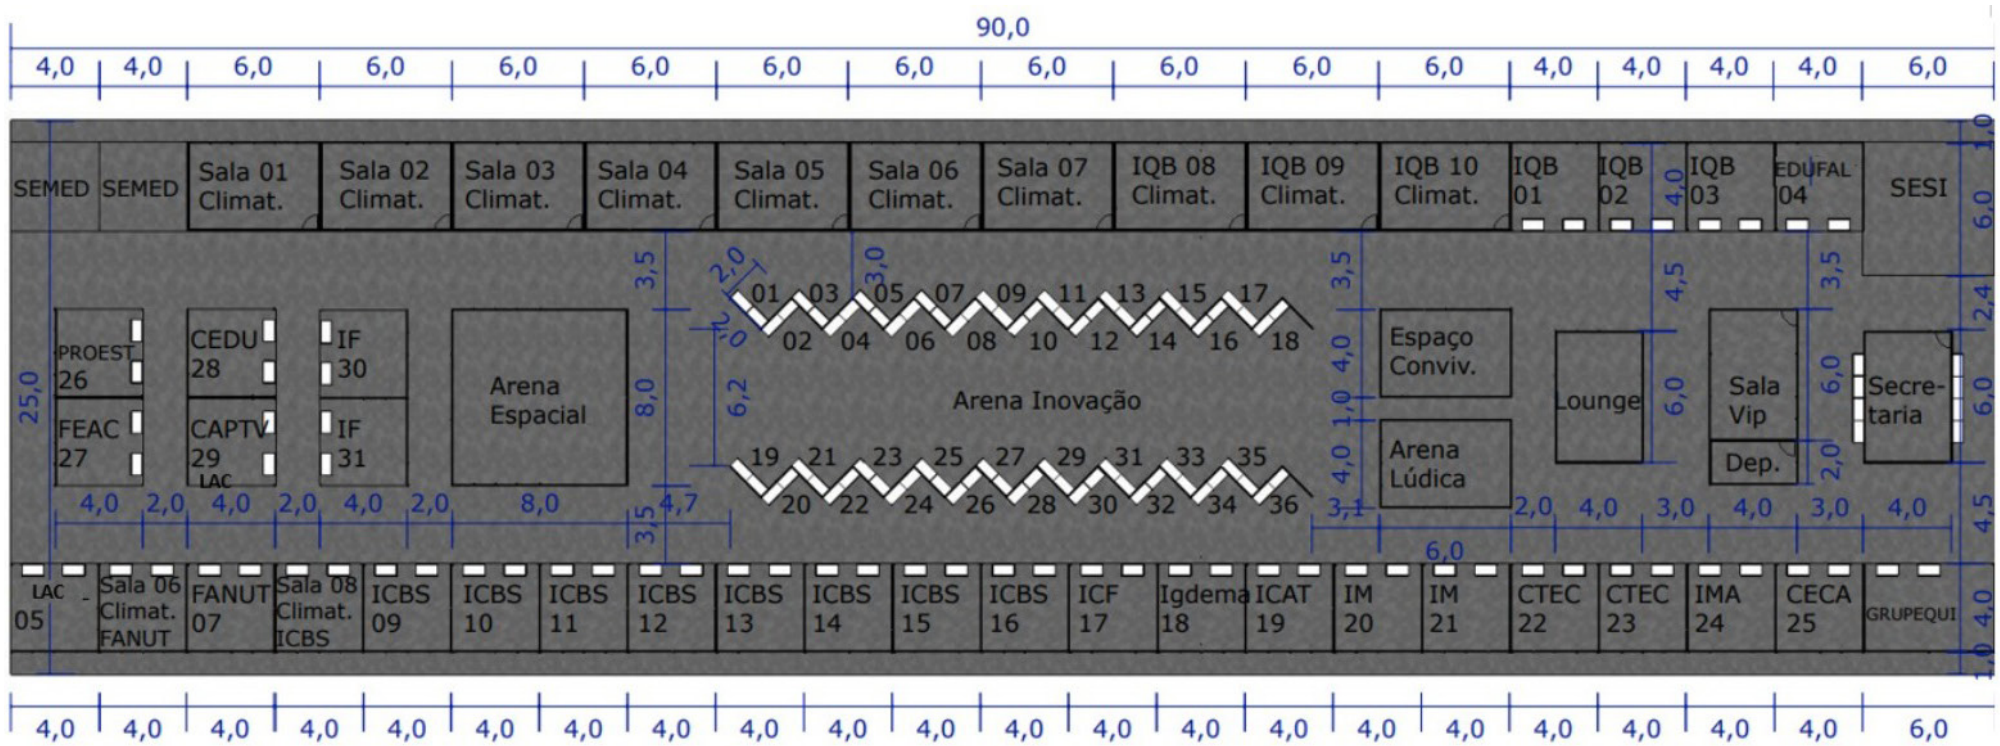 90,0
4,0 4,0 6,0 6,0 6,0 6,0 6,0 6,0 6,0 6,0 6,0 6,0 4,0 4,0 4,0 4,0 6,0
1,0
SEMED
SEMED
Sala 01
Climat.
Sala 02
Climat.
Sala 03
Climat.
Sala 04
Climat.
Sala 05
Climat.
Sala 06
Climat.
Sala 07
Climat.
IQB 08
Climat.
IQB 09
Climat.
IQB 10
Climat.
IQB
01
IQB
02
4,0
IQB
03
EDUFAL
04
SESI
6,0
3,5
2,0
3,0
3,5
4,5
3,5
2,4
01 03 05 07 09 11 13 15 17
2,0
02 04 06 08 10 12 14 16 18
25,0
PROEST
26
CEDU
28
IF
30
FEAC
27
CAPTV
29
LAC
IF
31
Arena
Espacial
8,0
6,2
Arena Inovação
4,0
1,0
4,0
Espaço
Conviv.
Arena
Lúdica
Lounge
6,0
Sala
Vip
Dep.
6,0
2,0
Secre-
taria
6,0
19 21 23 25 27 29 31 33 35
20 22 24 26 28 30 32 34 36
4,0 2,0 4,0 2,0 4,0 2,0 8,0 3,5 4,7
3,1 6,0 2,0 4,0 3,0 4,0 3,0 4,0
4,5
LAC -
05
Sala 06
Climat.
FANUT
FANUT
07
Sala 08
Climat.
ICBS
ICBS
09
ICBS
10
ICBS
11
ICBS
12
ICBS
13
ICBS
14
ICBS
15
ICBS
16
ICF
17
Igdema
18
ICAT
19
IM
20
IM
21
CTEC
22
CTEC
23
IMA
24
CECA
25
GRUPEQUI
4,0
1,0
4,0 4,0 4,0 4,0 4,0 4,0 4,0 4,0 4,0 4,0 4,0 4,0 4,0 4,0 4,0 4,0 4,0 4,0 4,0 4,0 4,0 6,0